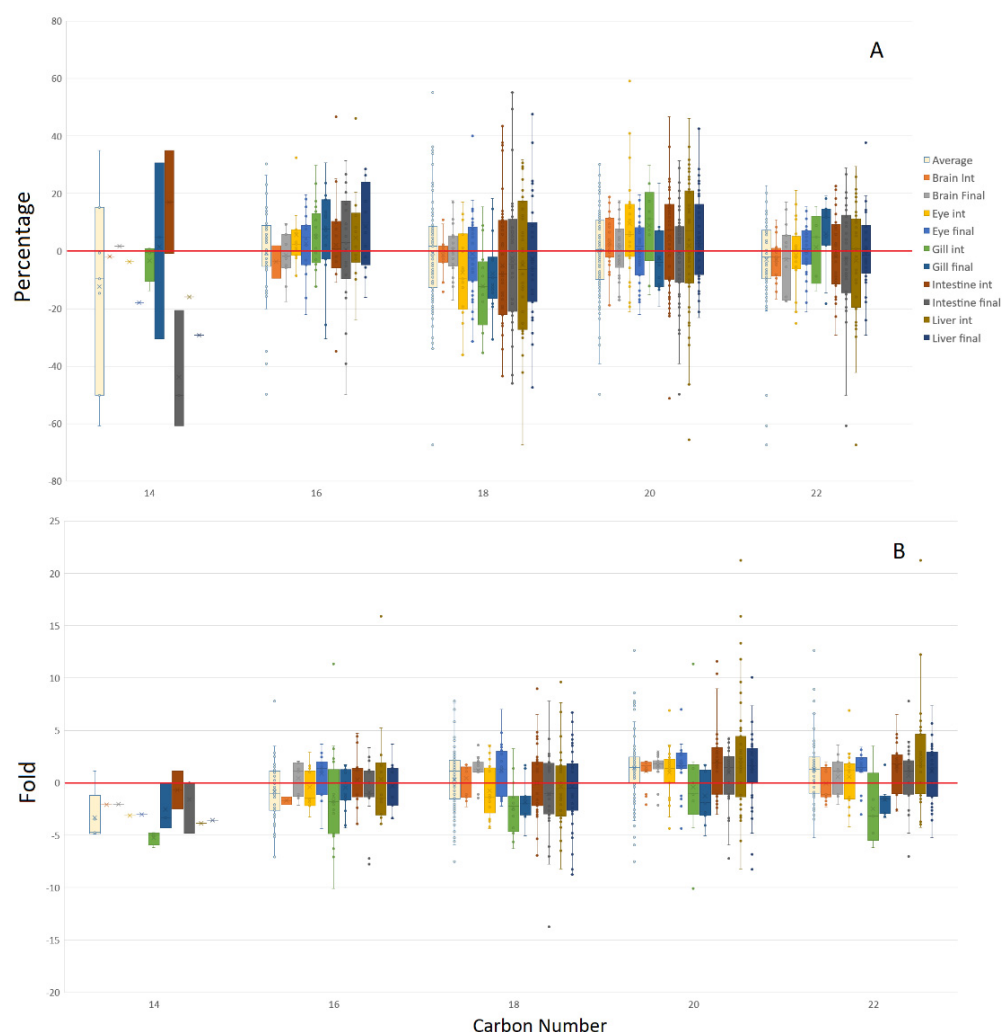 A
Percentage
80
60
40
20
0
-20
-40
-60
-80
14 16 18 20 22
Average
Brain Int
Brain Final
Eye int
Eye final
Gill int
Gill final
Intestine int
Intestine final
Liver int
Liver final
B
Fold
25
20
15
10
5
0
-5
-10
-15
-20
14 16 18 20 22
Carbon Number